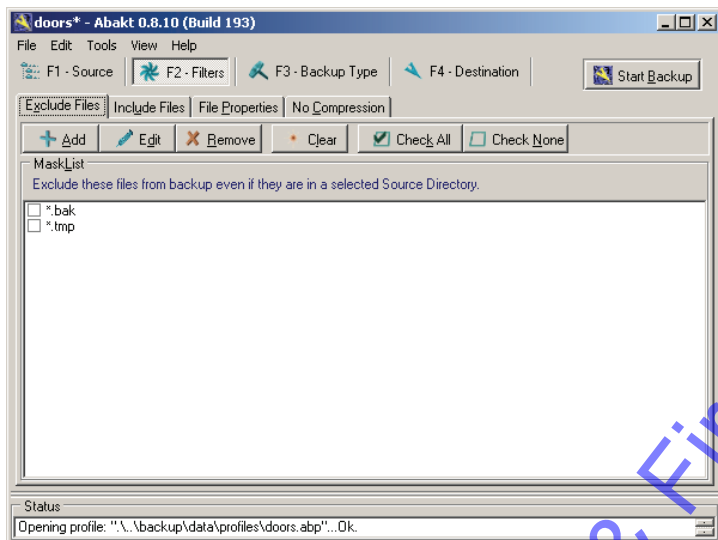 doors* - Abakt 0.8.10 (Build 193)
File Edit Tools View Help
F1 - Source F2 - Filters F3 - Backup Type F4 - Destination Start Backup
Exclude Files Include Files File Properties No Compression
Add Edit Remove Clear Check All Check None
MaskList
Exclude these files from backup even if they are in a selected Source Directory.
*.bak
*.tmp
Status
Opening profile: ".\..\backup\data\profiles\doors.abp"...Ok.